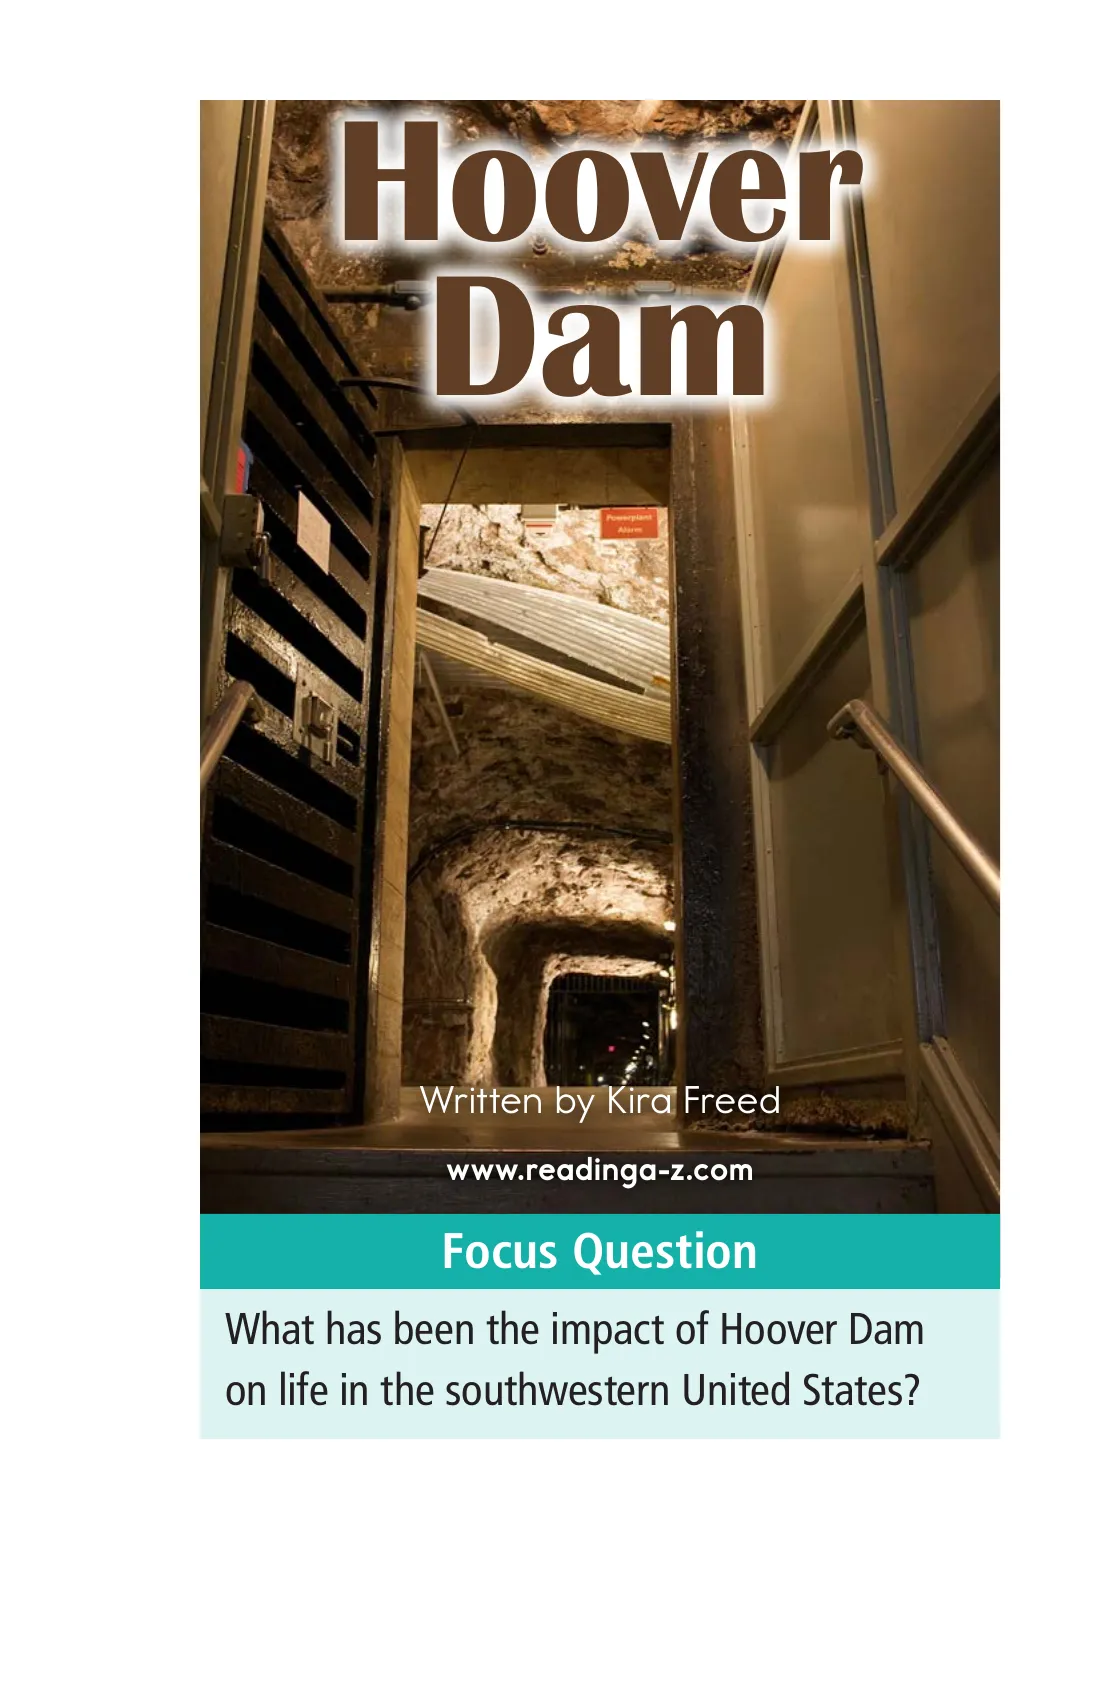 Hoover
Dam
Powerplant
Alarm
Written by Kira Freed
www.readinga-z.com
Focus Question
What has been the impact of Hoover Dam
on life in the southwestern United States?